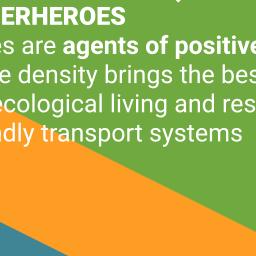 ERHEROES
es are agents of positive
e density brings the bes
ecological living and res
ndly transport systems